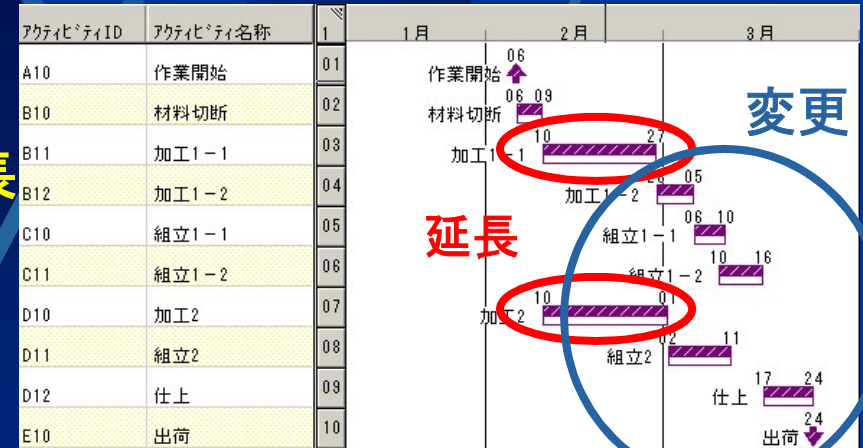 アクティビティID アクティビティ名称 1 1月 2月 3月
A10 作業開始 01 作業開始 06
B10 材料切断 02 材料切断 06 09
B11 加工1-1 03 加工1-1 10 27
B12 加工1-2 04 加工1-2 28 05
C10 組立1-1 05 組立1-1 06 10
C11 組立1-2 06 組立1-2 10 16
D10 加工2 07 加工2 10 01
D11 組立2 08 組立2 02 11
D12 仕上 09 仕上 17 24
E10 出荷 10 出荷 24
変更
延長
長